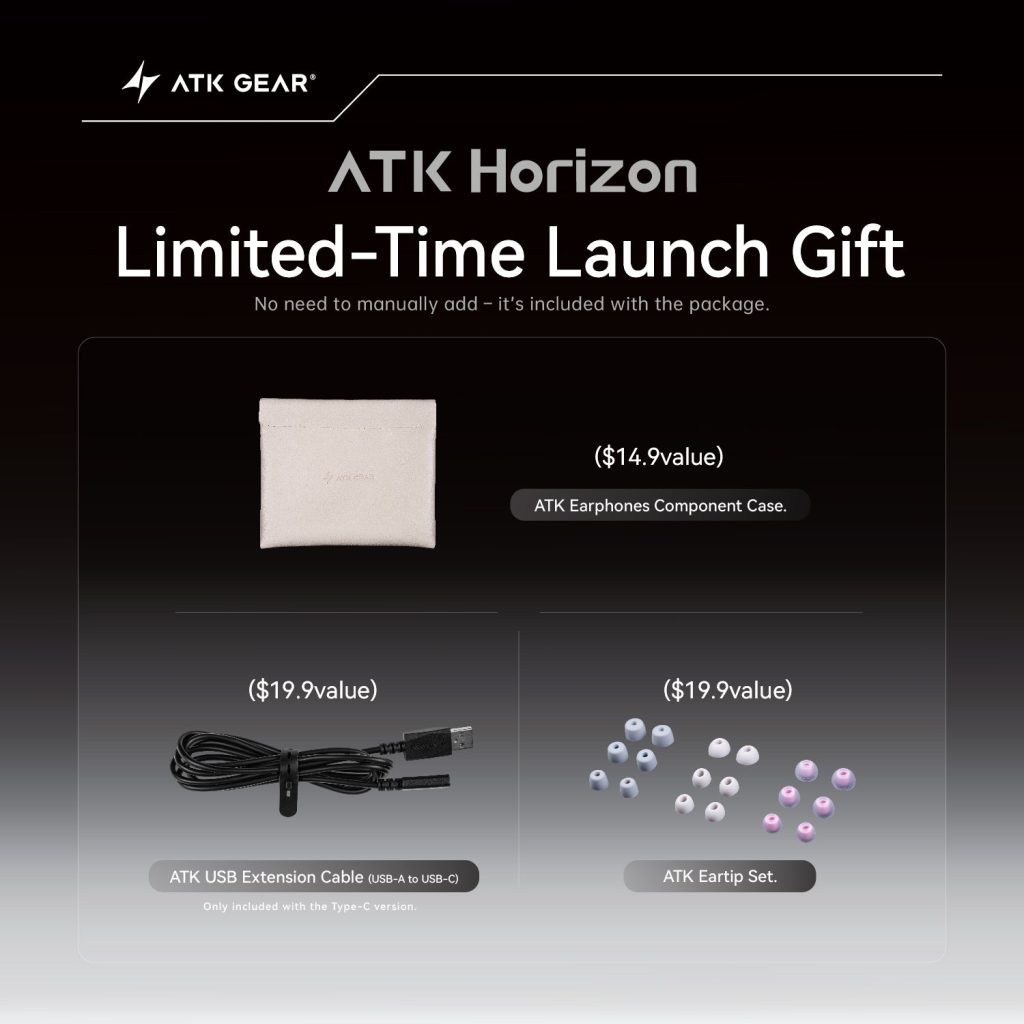 ATK GEAR®
ATK Horizon
Limited-Time Launch Gift
No need to manually add – it's included with the package.
ATK GEAR
($14.9value)
ATK Earphones Component Case.
($19.9value)
ATK USB Extension Cable (USB-A to USB-C)
Only included with the Type-C version.
($19.9value)
ATK Eartip Set.